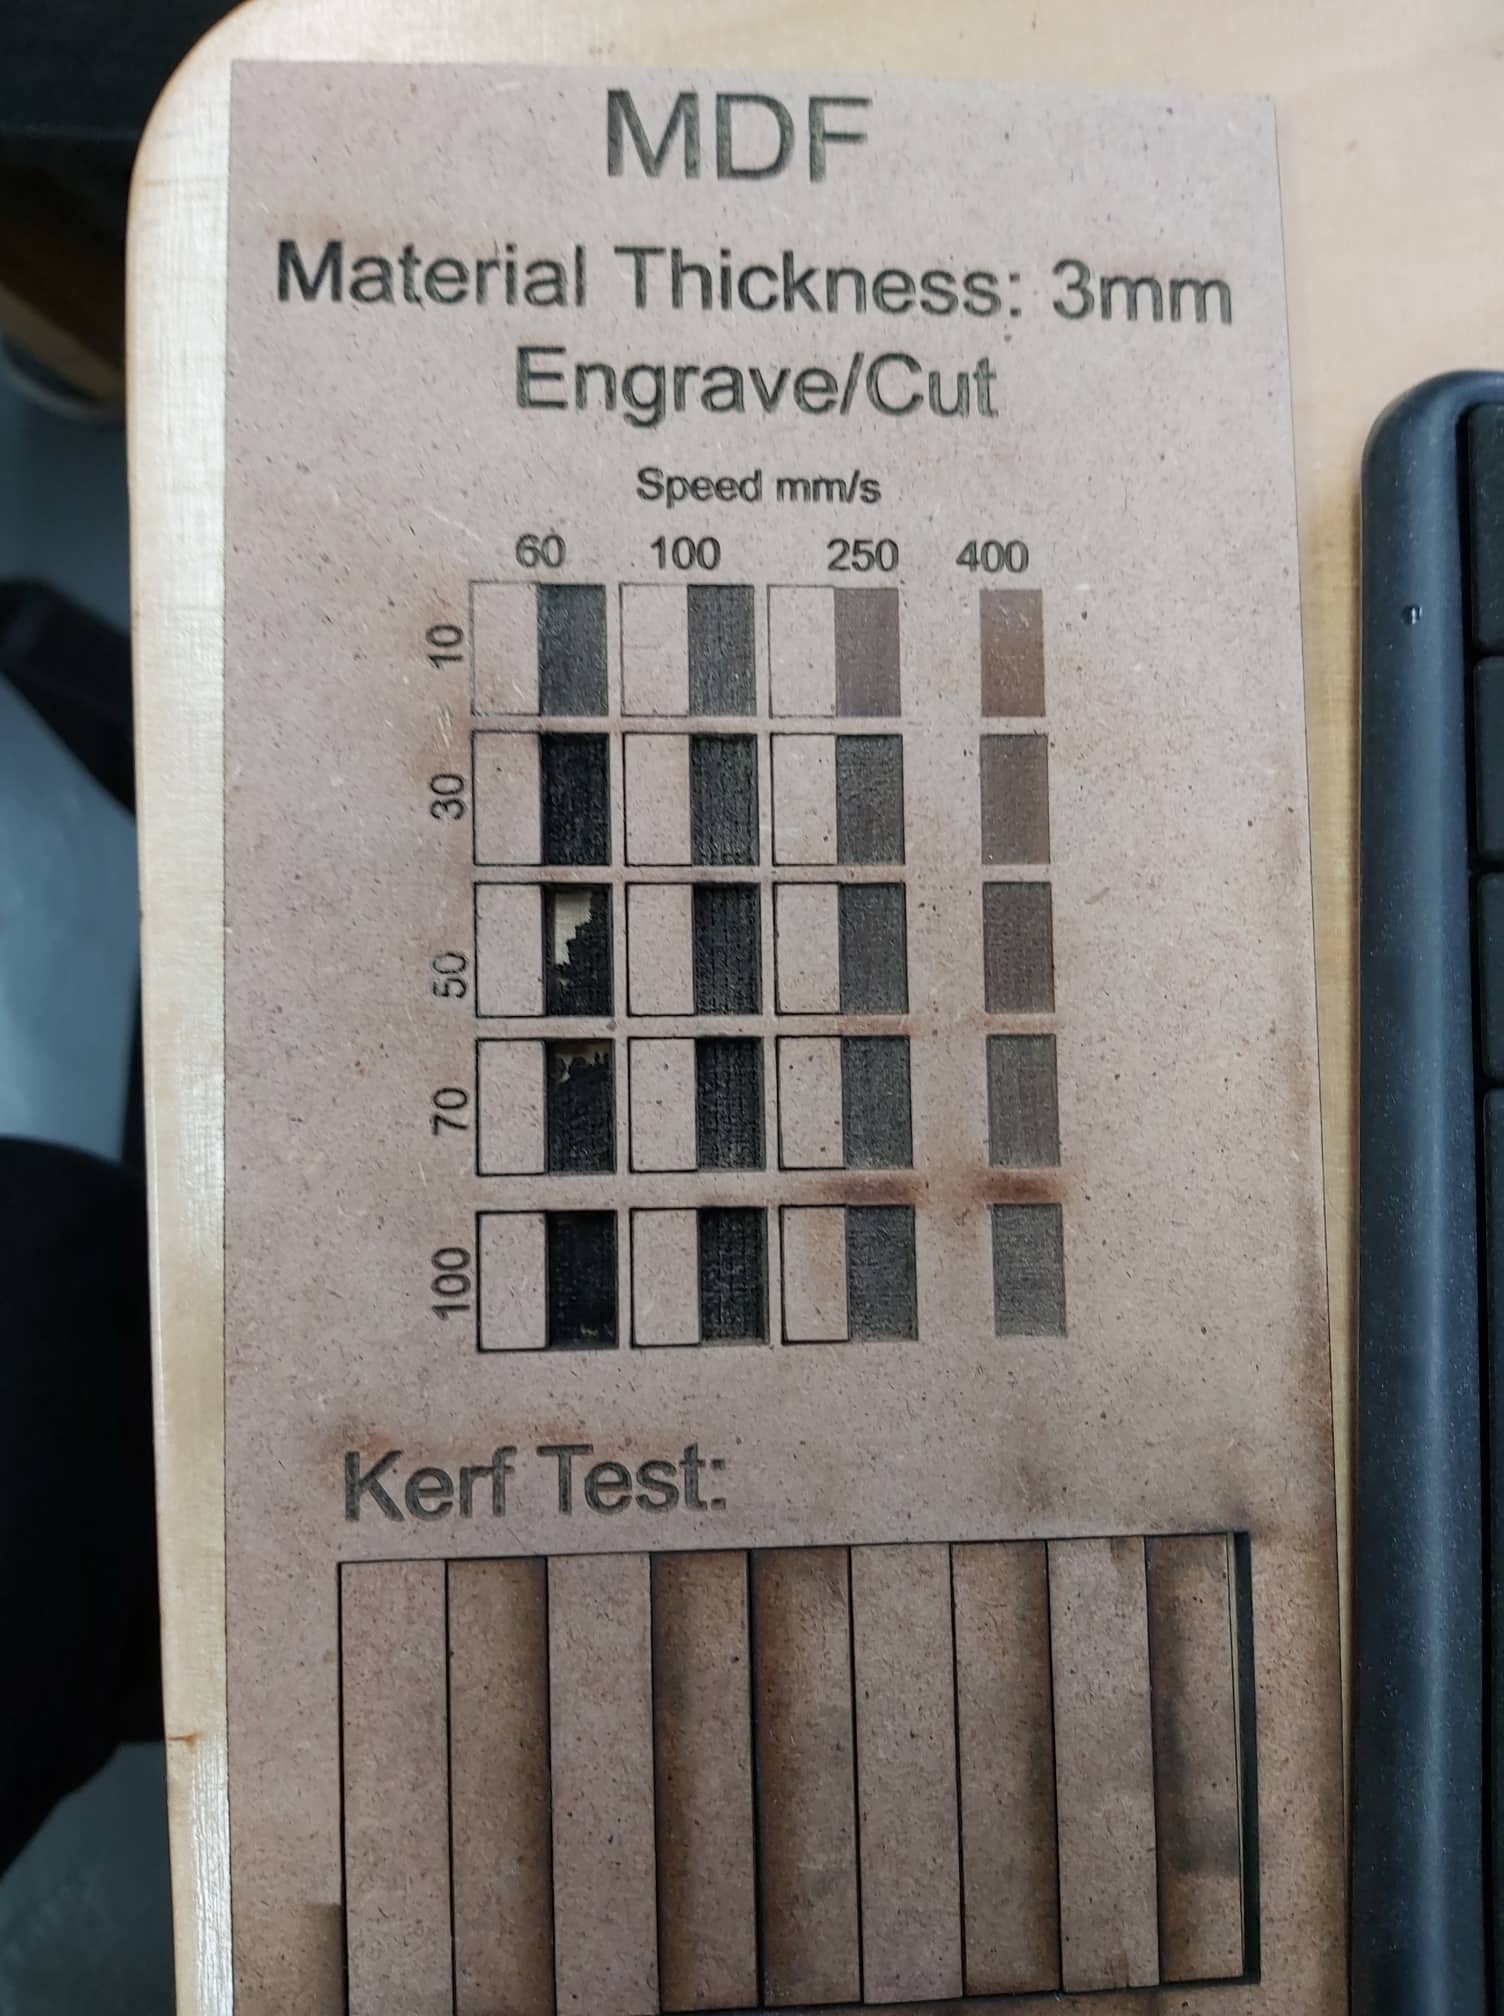 MDF
Material Thickness: 3mm
Engrave/Cut
Speed mm/s
60 100 250 400
10
30
50
70
100
Kerf Test: